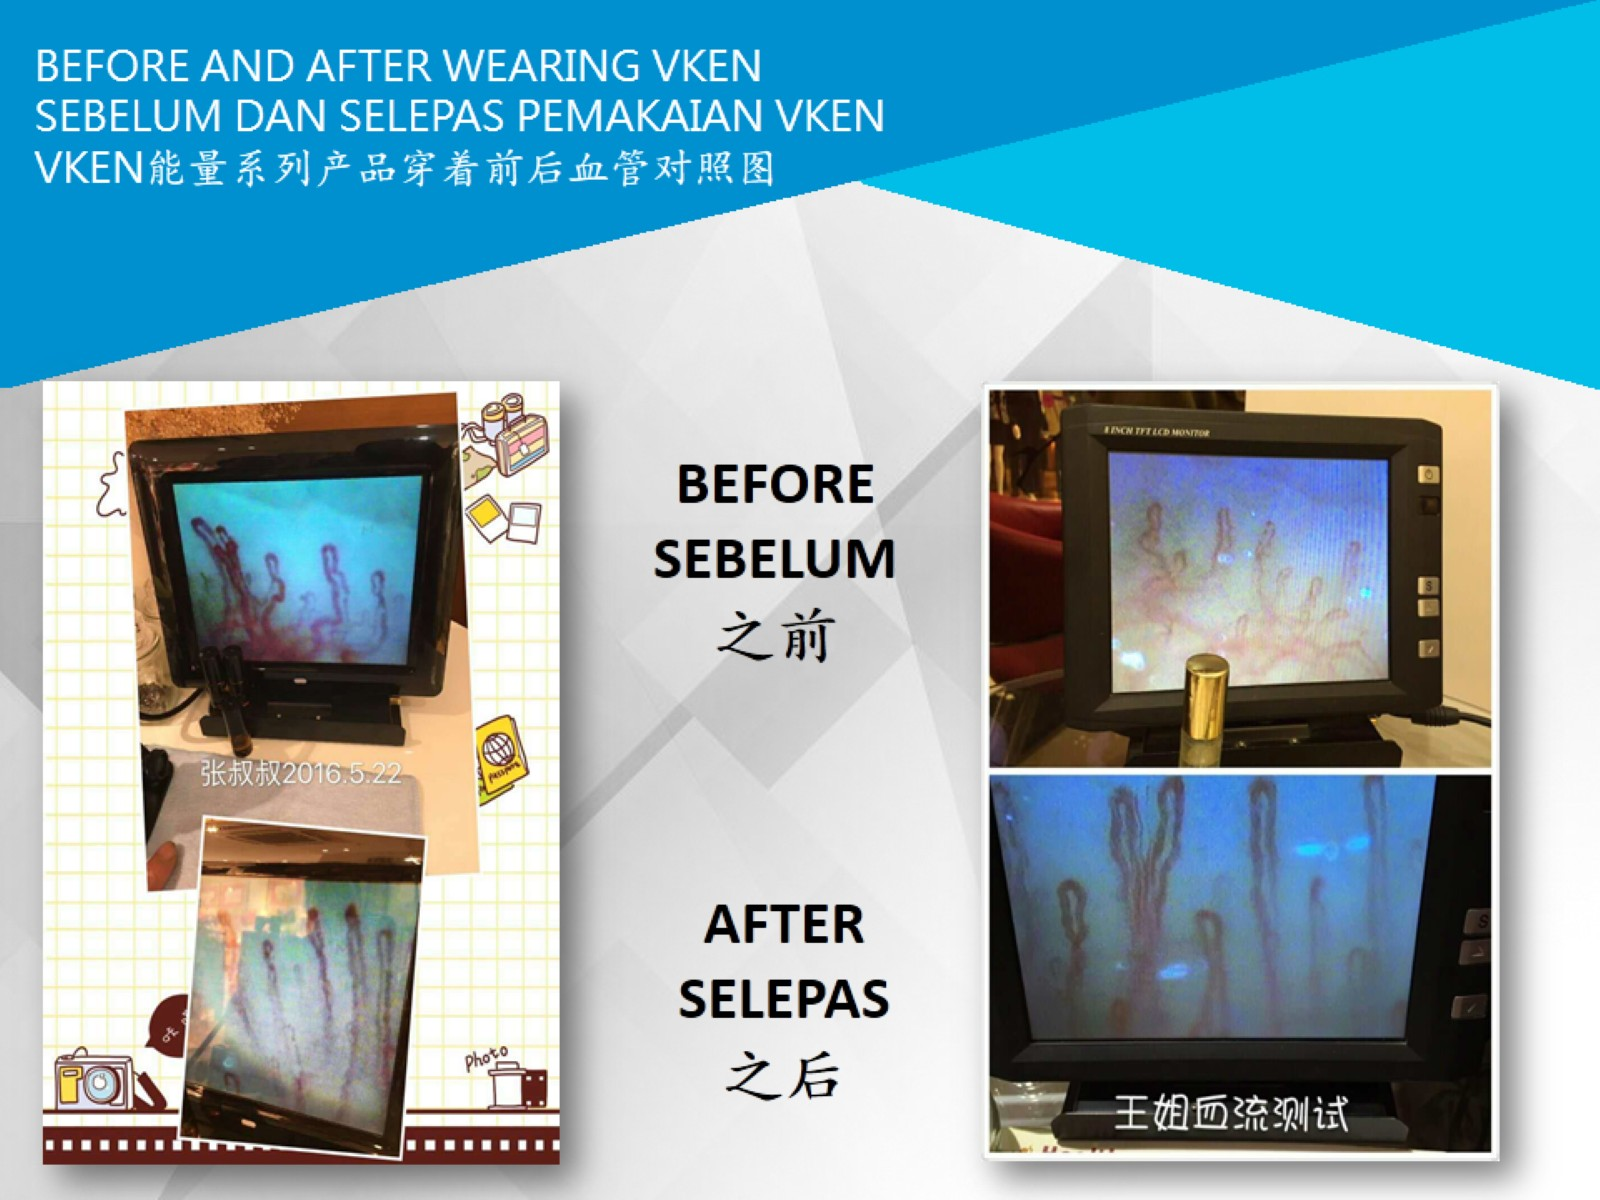 BEFORE AND AFTER WEARING VKEN
SEBELUM DAN SELEPAS PEMAKAIAN VKEN
VKEN能量系列产品穿着前后血管对照图
BEFORE
SEBELUM
之前
AFTER
SELEPAS
之后
张叔叔2016.5.22
PASSPORT
Photo
8 INCH TFT LCD MONITOR
S
S
王姐血流测试